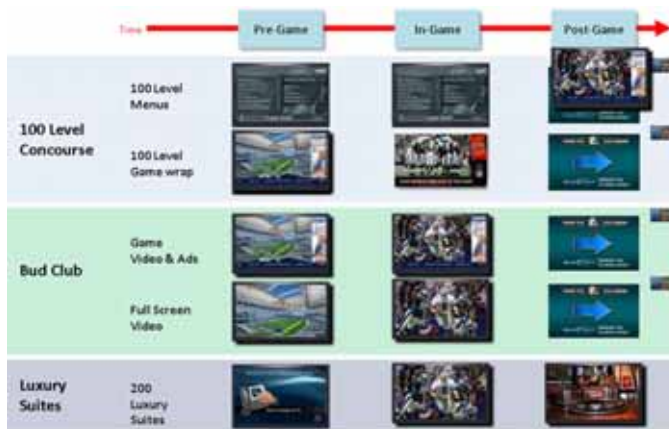 Time
Pre-Game
In-Game
Post-Game
100 Level
Menus
100 Level
Concourse
100 Level
Game wrap
Game
Video & Ads
Bud Club
Full Screen
Video
Luxury
Suites
200
Luxury
Suites